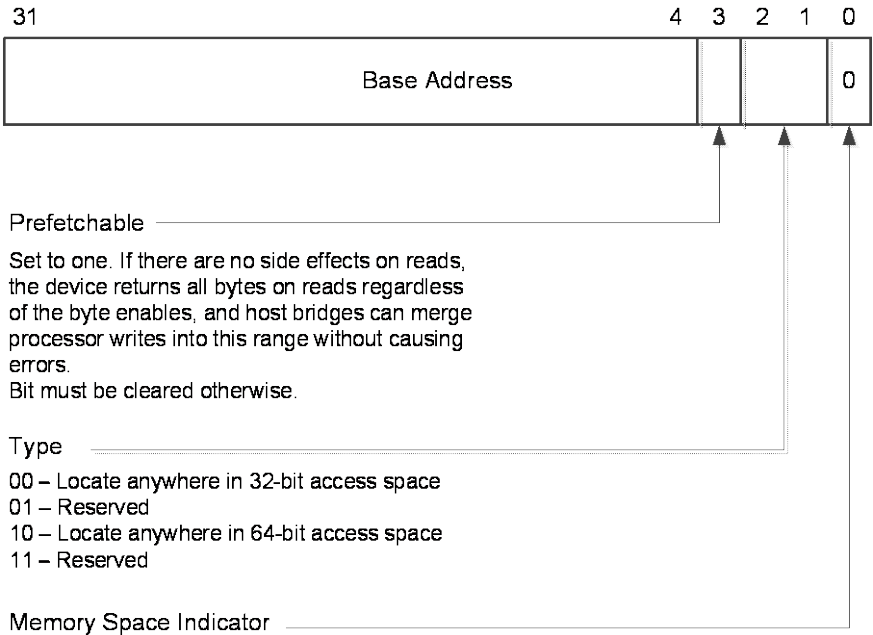 31 4 3 2 1 0
Base Address 0
Prefetchable
Set to one. If there are no side effects on reads,
the device returns all bytes on reads regardless
of the byte enables, and host bridges can merge
processor writes into this range without causing
errors.
Bit must be cleared otherwise.
Type
00 – Locate anywhere in 32-bit access space
01 – Reserved
10 – Locate anywhere in 64-bit access space
11 – Reserved
Memory Space Indicator